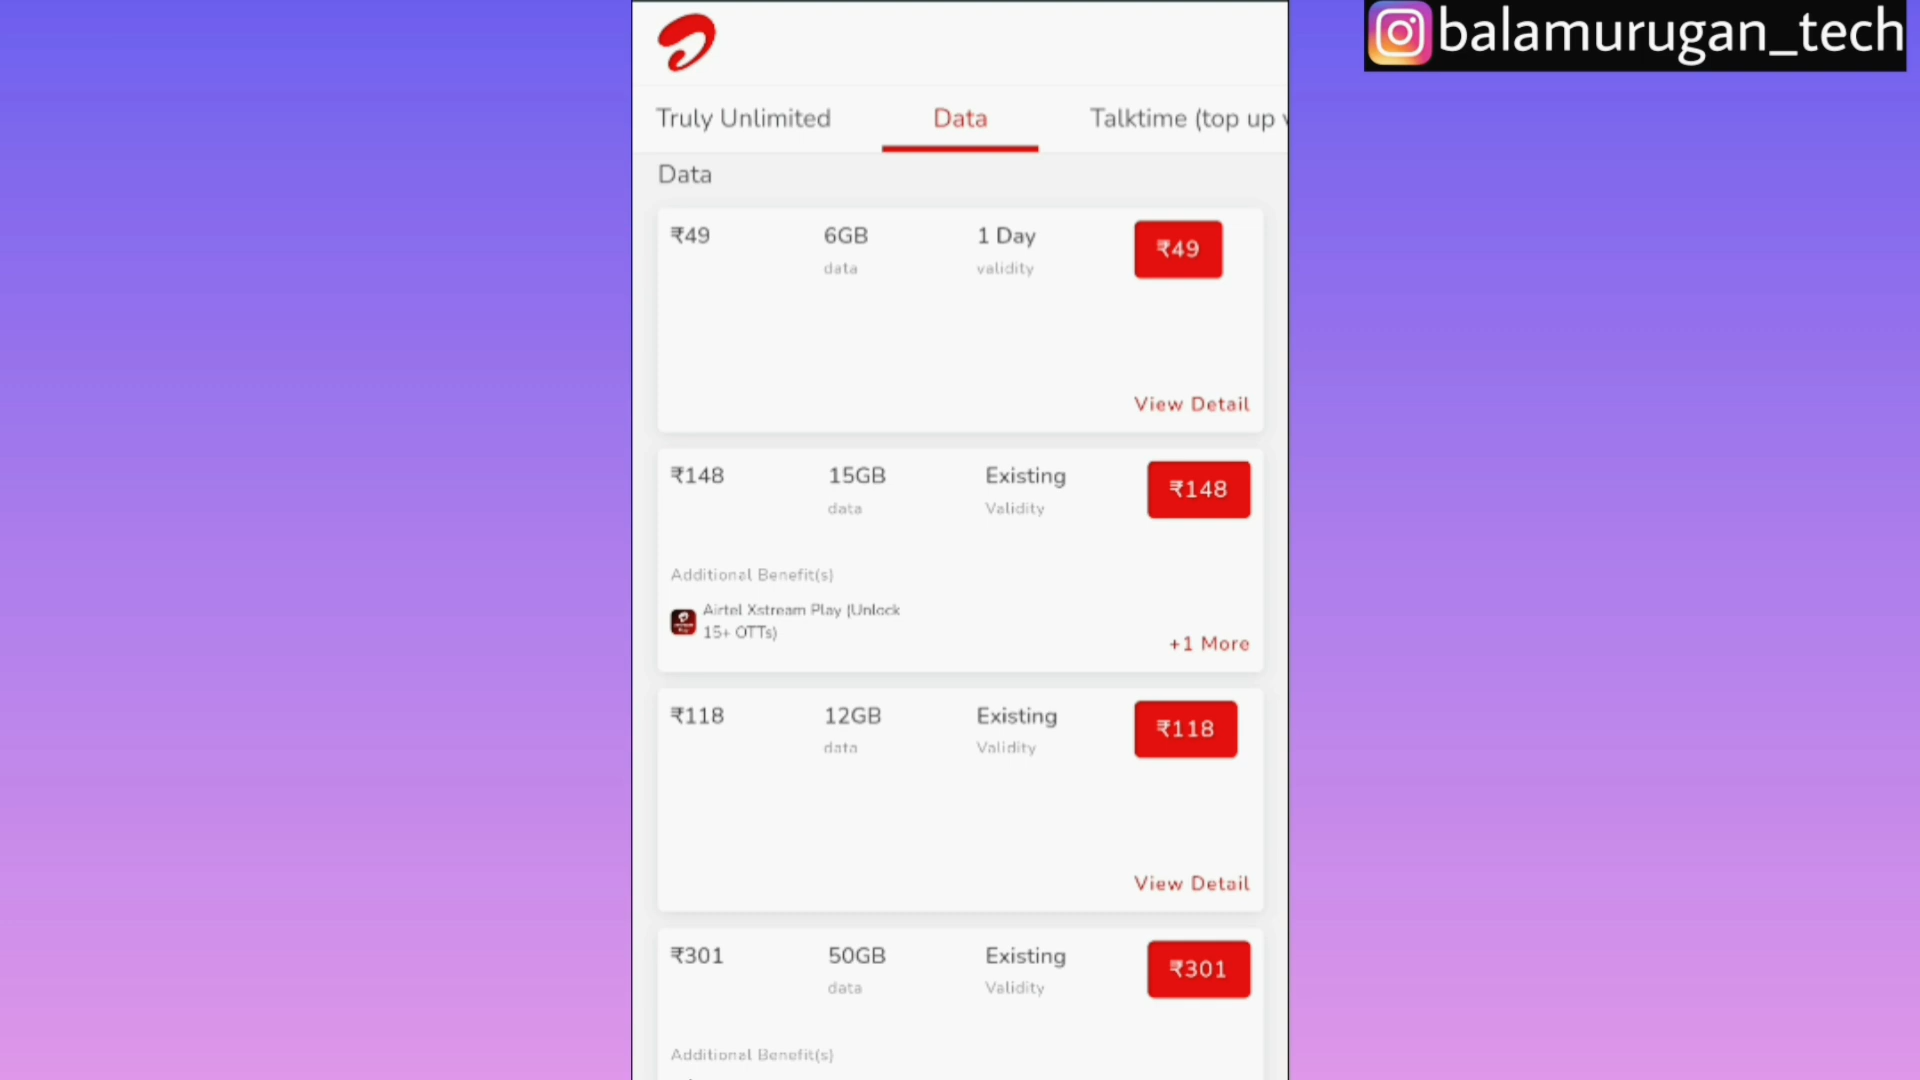 balamurugan_tech
Truly Unlimited Data Talktime (top up
Data
₹49 6GB 1 Day ₹49
data validity
View Detail
₹148 15GB Existing ₹148
data Validity
Additional Benefit(s)
Airtel Xstream Play (Unlock
15+ OTTs)
+1 More
₹118 12GB Existing ₹118
data Validity
View Detail
₹301 50GB Existing ₹301
data Validity
Additional Benefit(s)